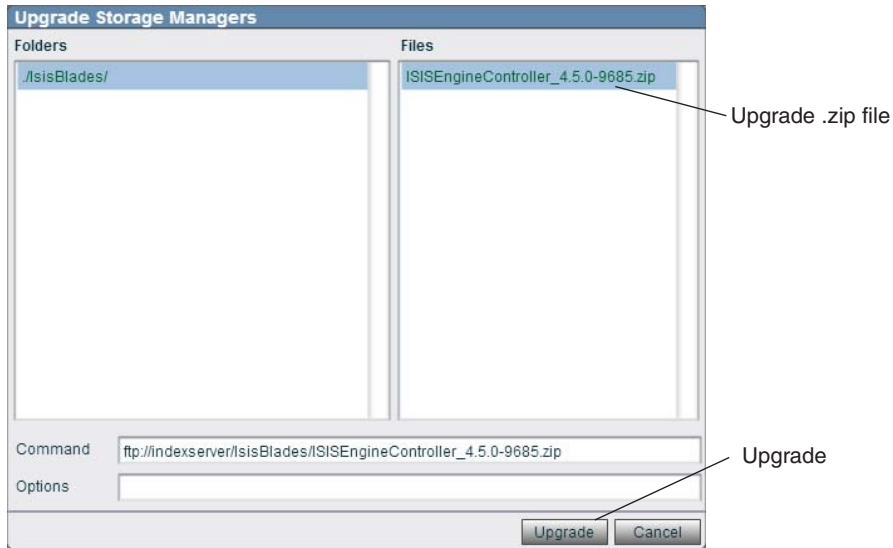 Upgrade Storage Managers
Folders
Files
./IsisBlades/
ISISEngineController_4.5.0-9685.zip
Upgrade .zip file
Command
ftp://indexserver/IsisBlades/ISISEngineController_4.5.0-9685.zip
Upgrade
Options
Upgrade
Cancel